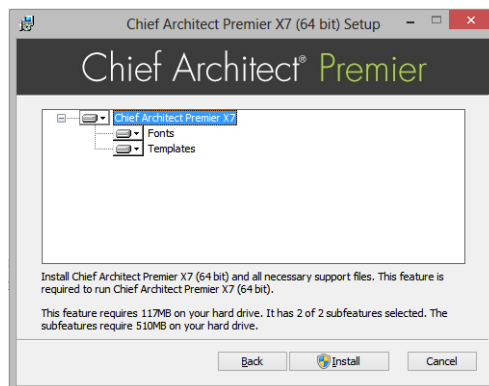 Chief Architect Premier X7 (64 bit) Setup
Chief Architect® Premier
Chief Architect Premier X7
Fonts
Templates
Install Chief Architect Premier X7 (64 bit) and all necessary support files. This feature is
required to run Chief Architect Premier X7 (64 bit).
This feature requires 117MB on your hard drive. It has 2 of 2 subfeatures selected. The
subfeatures require 510MB on your hard drive.
Back Install Cancel